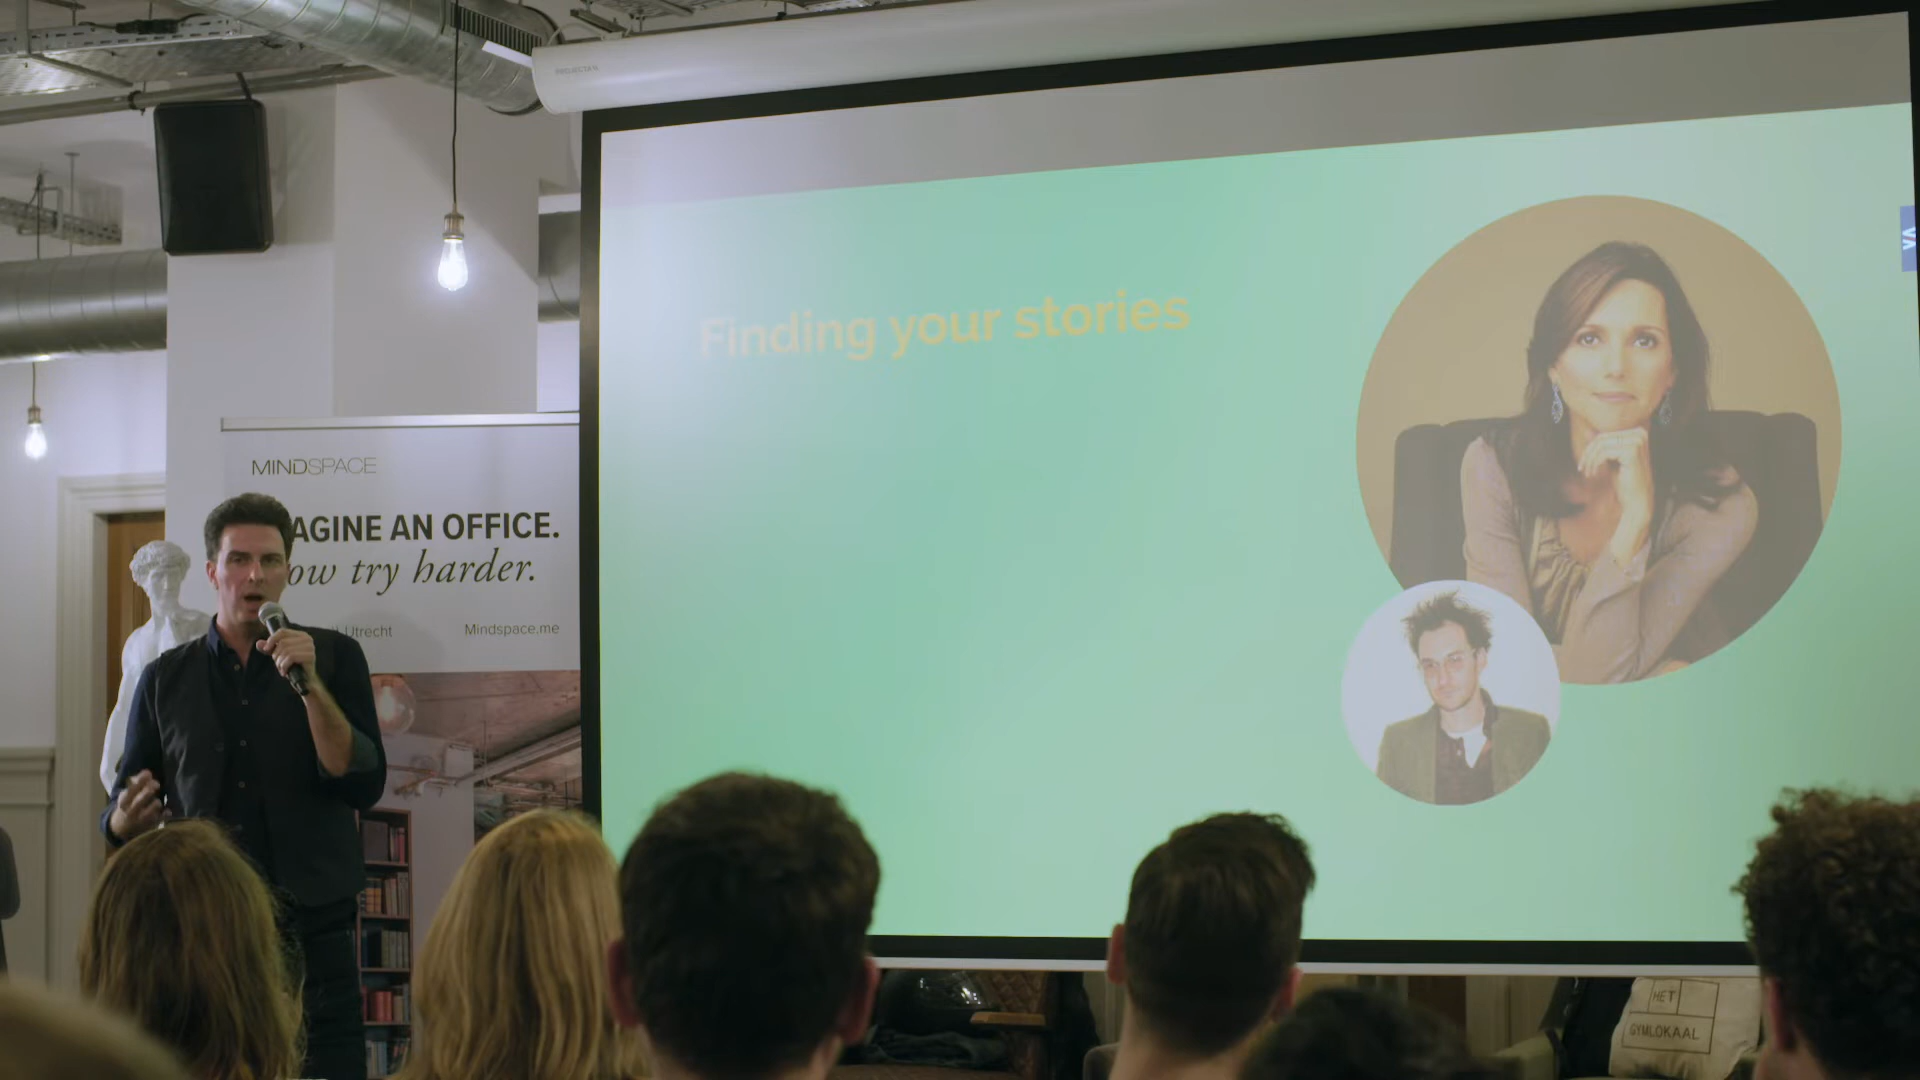 Finding your stories
MINDSPACE
AGINE AN OFFICE.
ow try harder.
Utrecht
Mindspace.me
HET
GYMLOKAAL